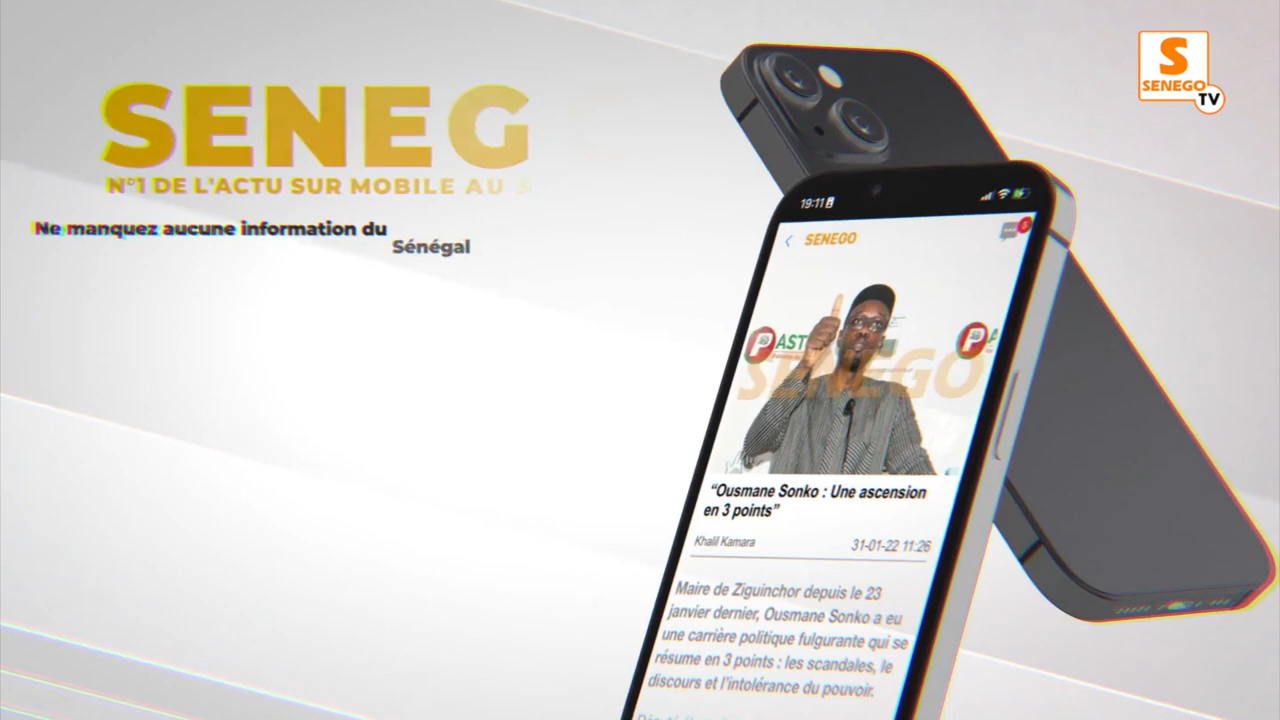 SENEG
N°1 DE L'ACTU SUR MOBILE AU S
Ne manquez aucune information du
Sénégal
S
SENEGO
TV
19:11
SENEGO
3
PAST
P
SENEGO
“Ousmane Sonko : Une ascension
en 3 points”
Khalil Kamara
31-01-22 11:26
Maire de Ziguinchor depuis le 23
janvier dernier, Ousmane Sonko a eu
une carrière politique fulgurante qui se
résume en 3 points : les scandales, le
discours et l'intolérance du pouvoir.